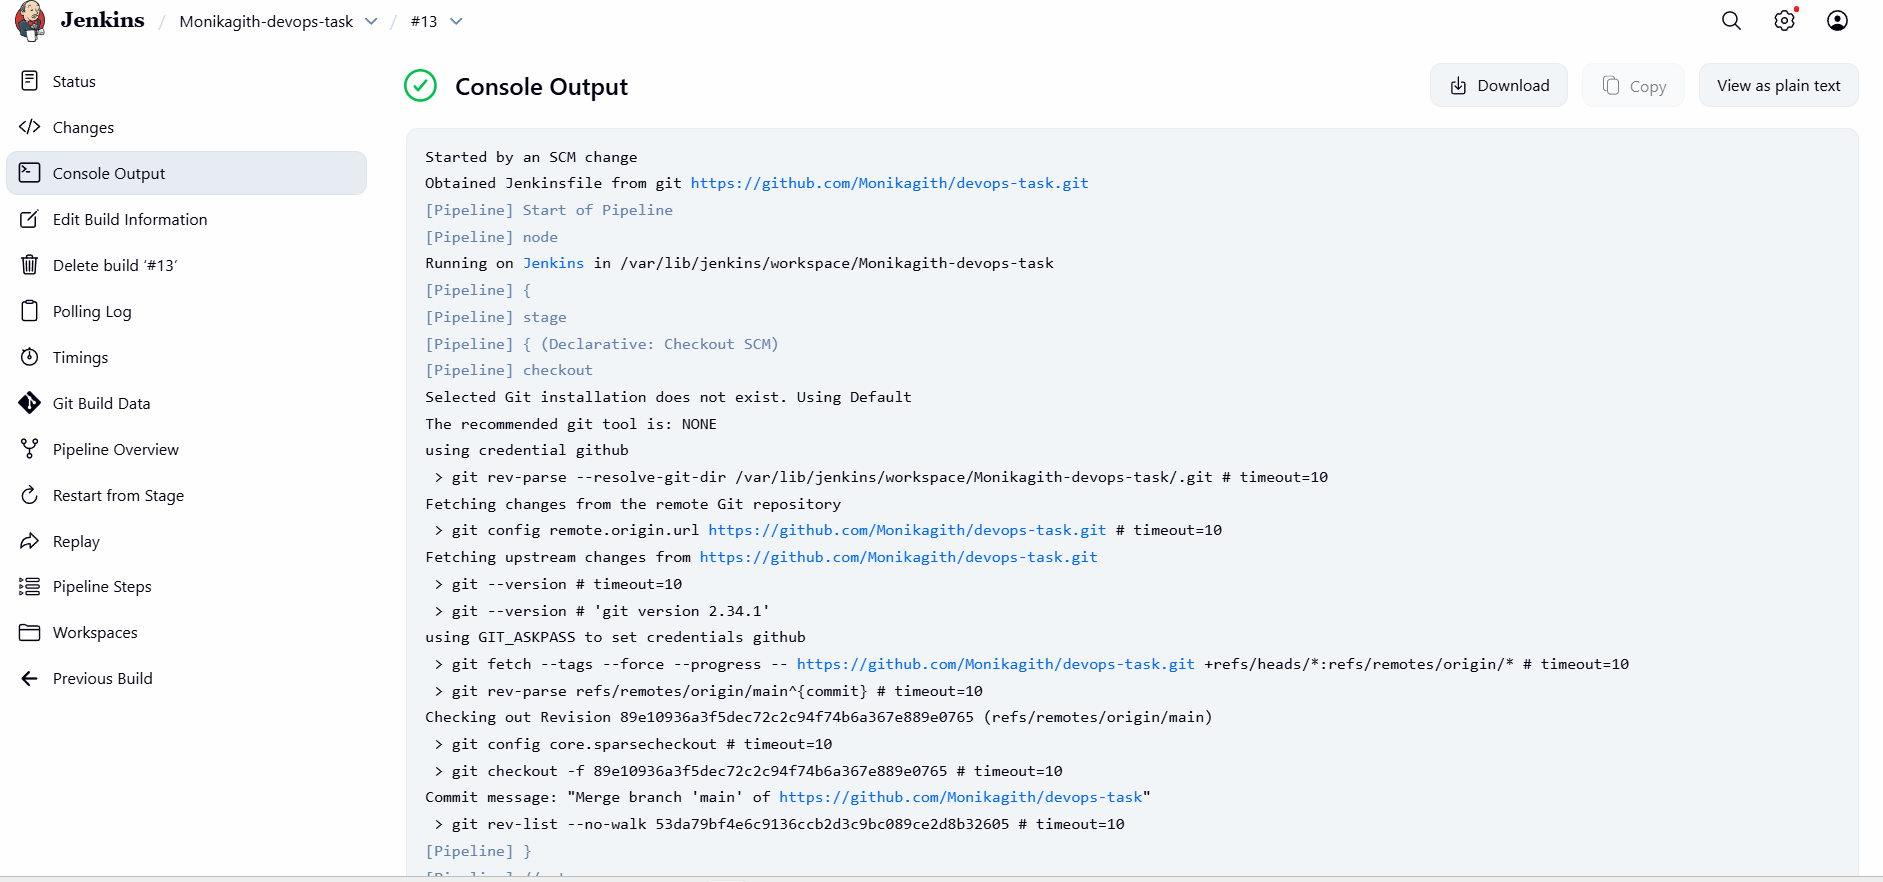 Jenkins / Monikagith-devops-task / #13
Status
Changes
Console Output
Edit Build Information
Delete build ‘#13’
Polling Log
Timings
Git Build Data
Pipeline Overview
Restart from Stage
Replay
Pipeline Steps
Workspaces
Previous Build
Console Output
Download
Copy
View as plain text
Started by an SCM change
Obtained Jenkinsfile from git https://github.com/Monikagith/devops-task.git
[Pipeline] Start of Pipeline
[Pipeline] node
Running on Jenkins in /var/lib/jenkins/workspace/Monikagith-devops-task
[Pipeline] {
[Pipeline] stage
[Pipeline] { (Declarative: Checkout SCM)
[Pipeline] checkout
Selected Git installation does not exist. Using Default
The recommended git tool is: NONE
using credential github
> git rev-parse --resolve-git-dir /var/lib/jenkins/workspace/Monikagith-devops-task/.git # timeout=10
Fetching changes from the remote Git repository
> git config remote.origin.url https://github.com/Monikagith/devops-task.git # timeout=10
Fetching upstream changes from https://github.com/Monikagith/devops-task.git
> git --version # timeout=10
> git --version # 'git version 2.34.1'
using GIT_ASKPASS to set credentials github
> git fetch --tags --force --progress -- https://github.com/Monikagith/devops-task.git +refs/heads/*:refs/remotes/origin/* # timeout=10
> git rev-parse refs/remotes/origin/main^{commit} # timeout=10
Checking out Revision 89e10936a3f5dec72c2c94f74b6a367e889e0765 (refs/remotes/origin/main)
> git config core.sparsecheckout # timeout=10
> git checkout -f 89e10936a3f5dec72c2c94f74b6a367e889e0765 # timeout=10
Commit message: "Merge branch 'main' of https://github.com/Monikagith/devops-task"
> git rev-list --no-walk 53da79bf4e6c9136ccb2d3c9bc089ce2d8b32605 # timeout=10
[Pipeline] }